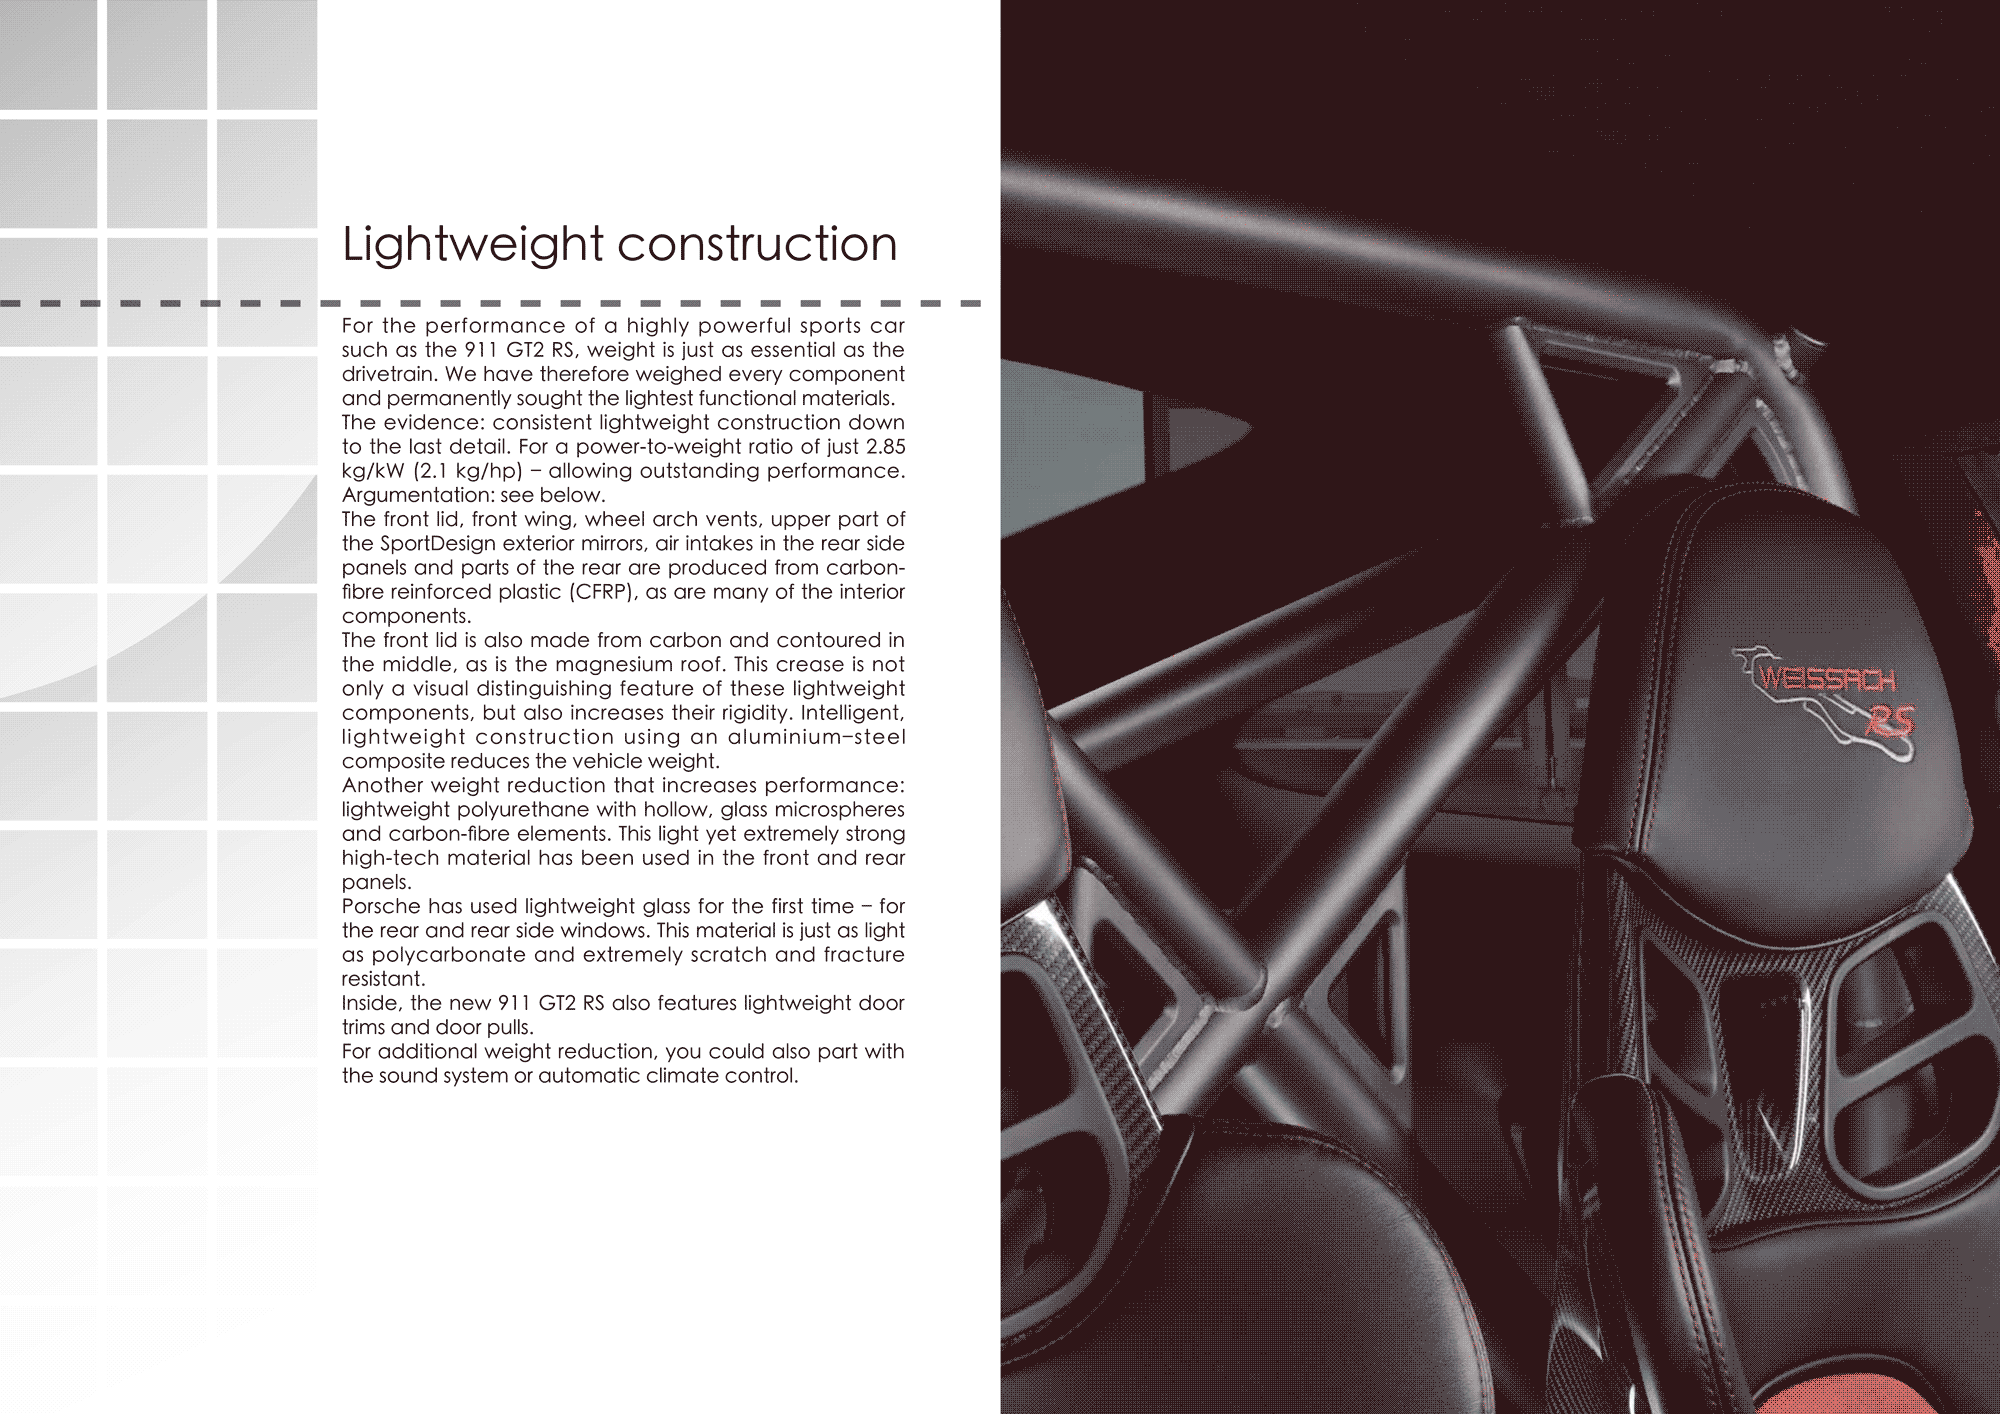 Lightweight construction
For the performance of a highly powerful sports car
such as the 911 GT2 RS, weight is just as essential as the
drivetrain. We have therefore weighed every component
and permanently sought the lightest functional materials.
The evidence: consistent lightweight construction down
to the last detail. For a power-to-weight ratio of just 2.85
kg/kW (2.1 kg/hp) – allowing outstanding performance.
Argumentation: see below.
The front lid, front wing, wheel arch vents, upper part of
the SportDesign exterior mirrors, air intakes in the rear side
panels and parts of the rear are produced from carbon-
fibre reinforced plastic (CFRP), as are many of the interior
components.
The front lid is also made from carbon and contoured in
the middle, as is the magnesium roof. This crease is not
only a visual distinguishing feature of these lightweight
components, but also increases their rigidity. Intelligent,
lightweight construction using an aluminium–steel
composite reduces the vehicle weight.
Another weight reduction that increases performance:
lightweight polyurethane with hollow, glass microspheres
and carbon-fibre elements. This light yet extremely strong
high-tech material has been used in the front and rear
panels.
Porsche has used lightweight glass for the first time – for
the rear and rear side windows. This material is just as light
as polycarbonate and extremely scratch and fracture
resistant.
Inside, the new 911 GT2 RS also features lightweight door
trims and door pulls.
For additional weight reduction, you could also part with
the sound system or automatic climate control.
WEISSACH
RS